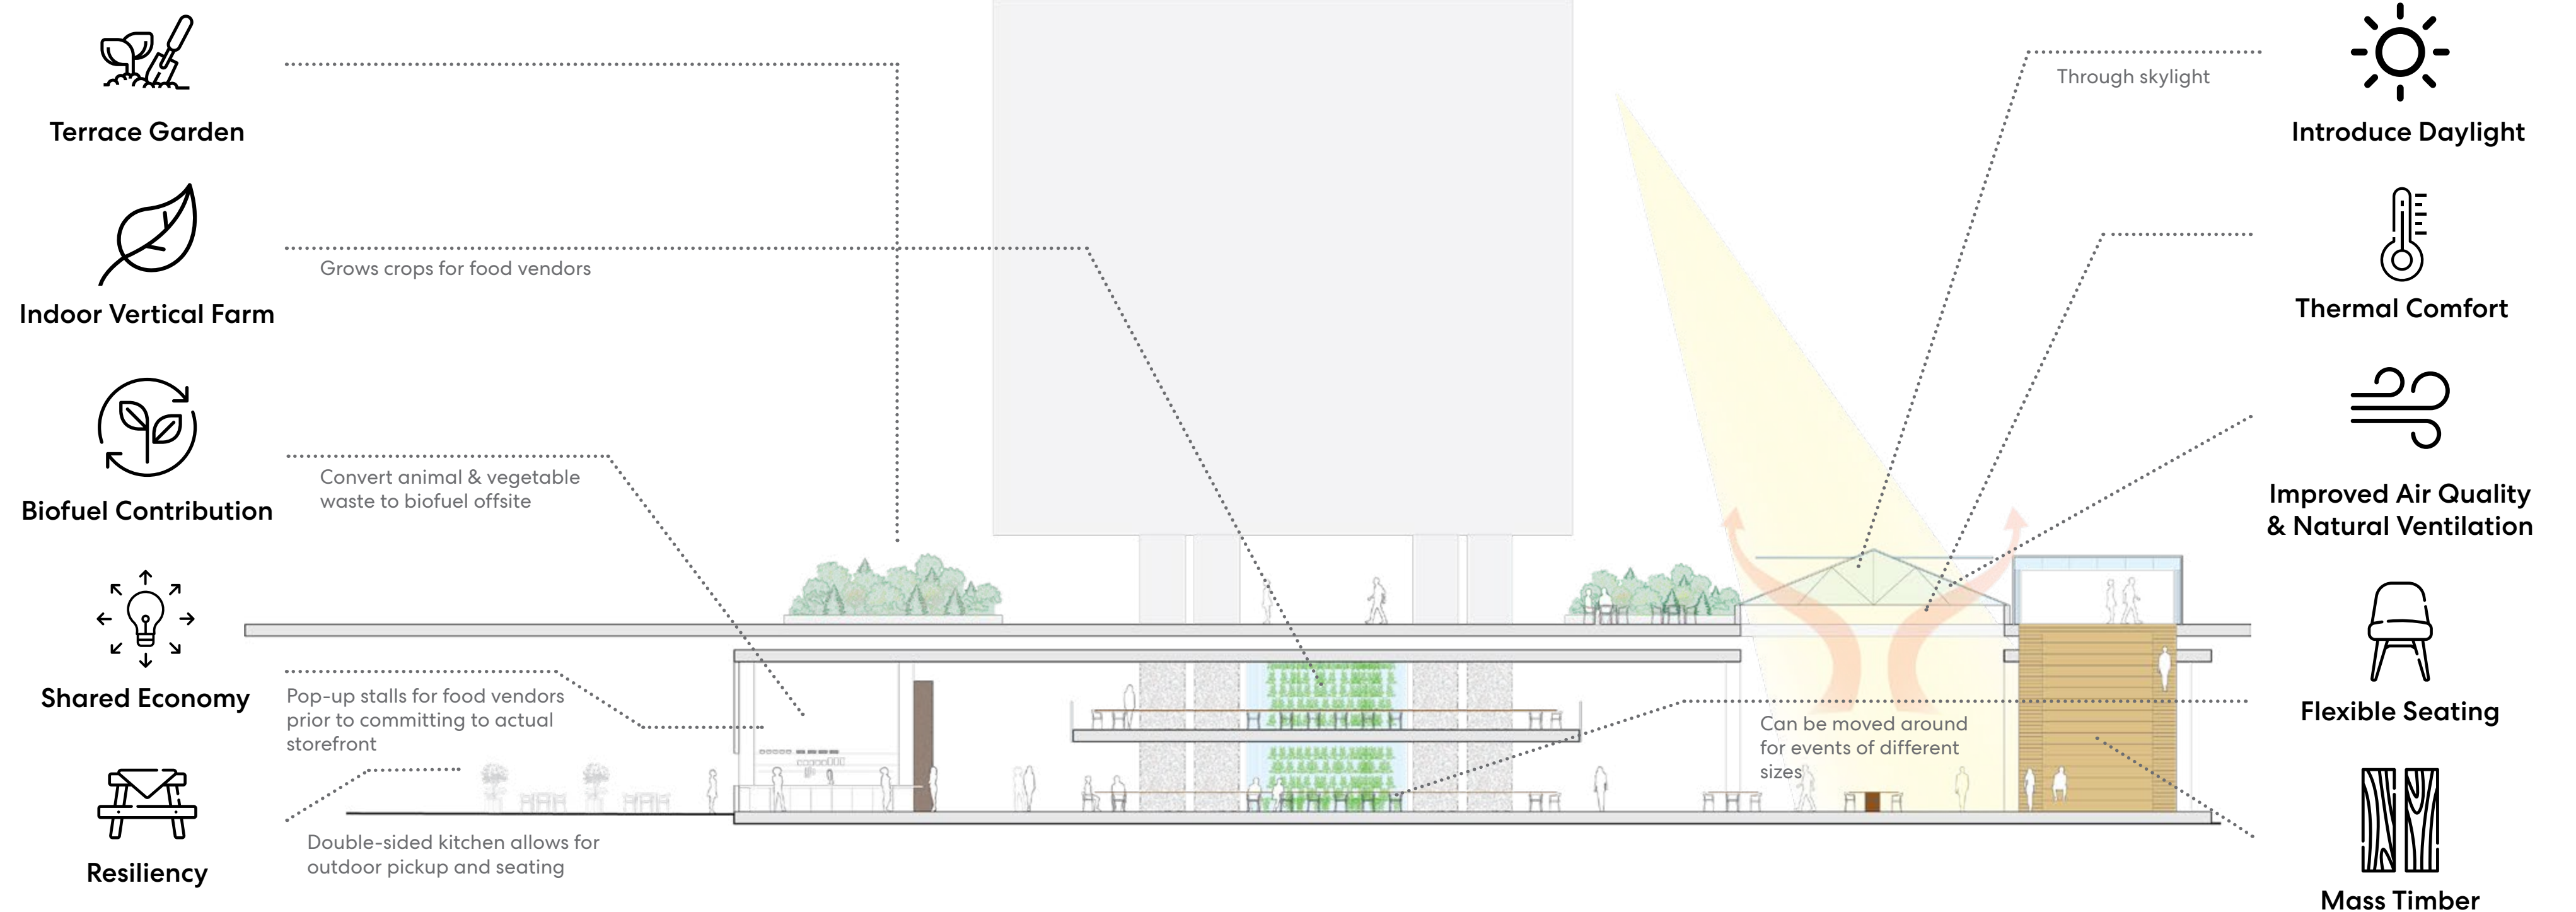 Terrace Garden
Indoor Vertical Farm
Grows crops for food vendors
Biofuel Contribution
Convert animal & vegetable
waste to biofuel offsite
Shared Economy
Pop-up stalls for food vendors
prior to committing to actual
storefront
Resiliency
Double-sided kitchen allows for
outdoor pickup and seating
Through skylight
Introduce Daylight
Thermal Comfort
Improved Air Quality
& Natural Ventilation
Can be moved around
for events of different
sizes
Flexible Seating
Mass Timber